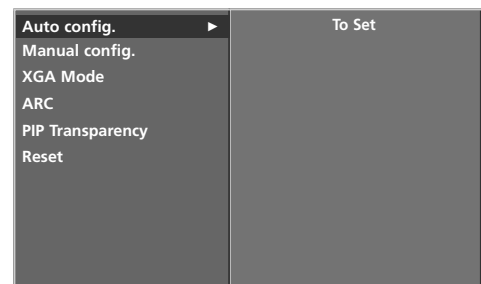 Auto config. ► To Set
Manual config.
XGA Mode
ARC
PIP Transparency
Reset